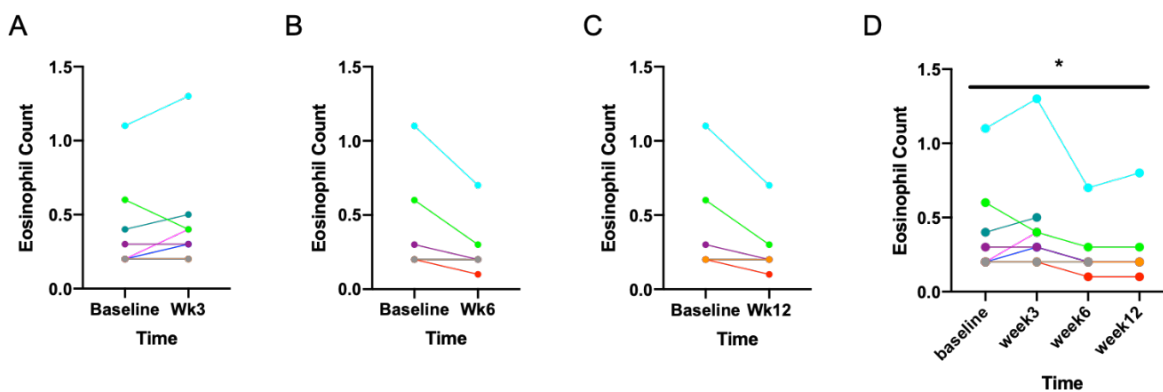 A
B
C
D
Eosinophil Count
1.5
1.0
0.5
0.0
Baseline Wk3
Time
Eosinophil Count
1.5
1.0
0.5
0.0
Baseline Wk6
Time
Eosinophil Count
1.5
1.0
0.5
0.0
Baseline Wk12
Time
Eosinophil Count
*
1.5
1.0
0.5
0.0
baseline
week3
week6
week12
Time